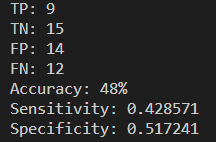 TP: 9
TN: 15
FP: 14
FN: 12
Accuracy: 48%
Sensitivity: 0.428571
Specificity: 0.517241